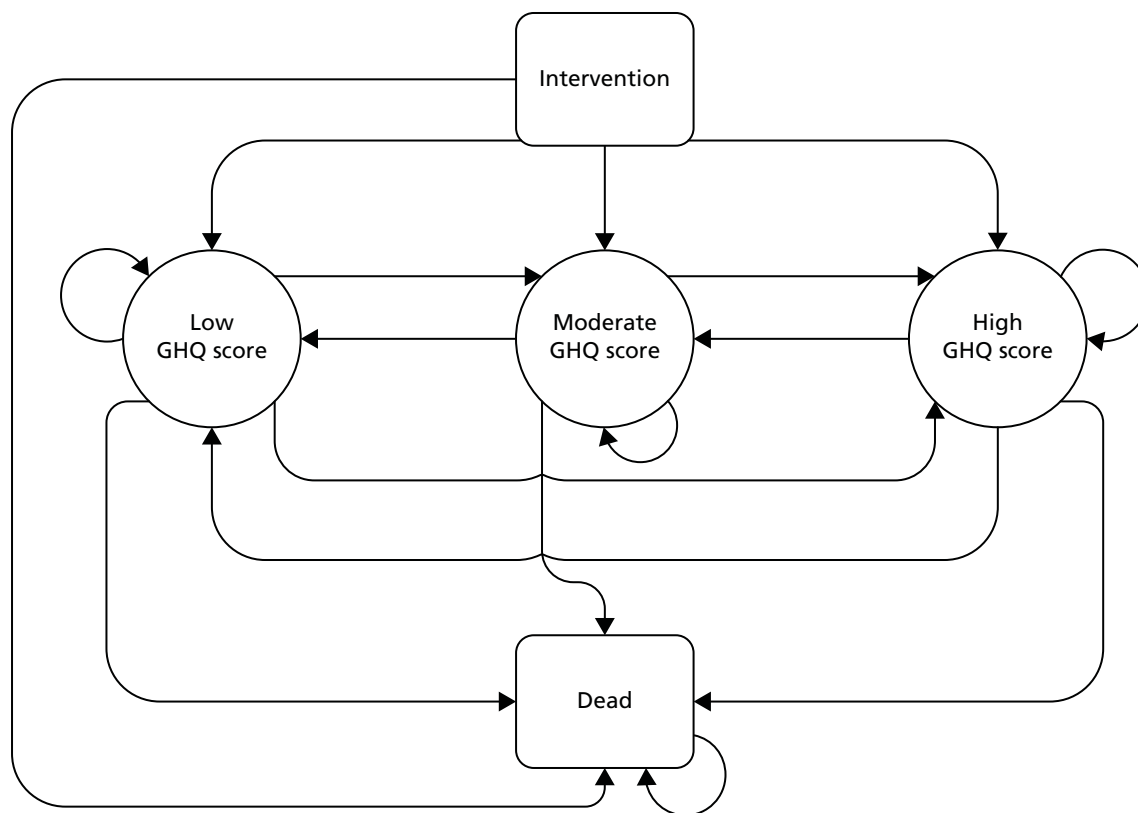 Intervention
Low
GHQ score
Moderate
GHQ score
High
GHQ score
Dead